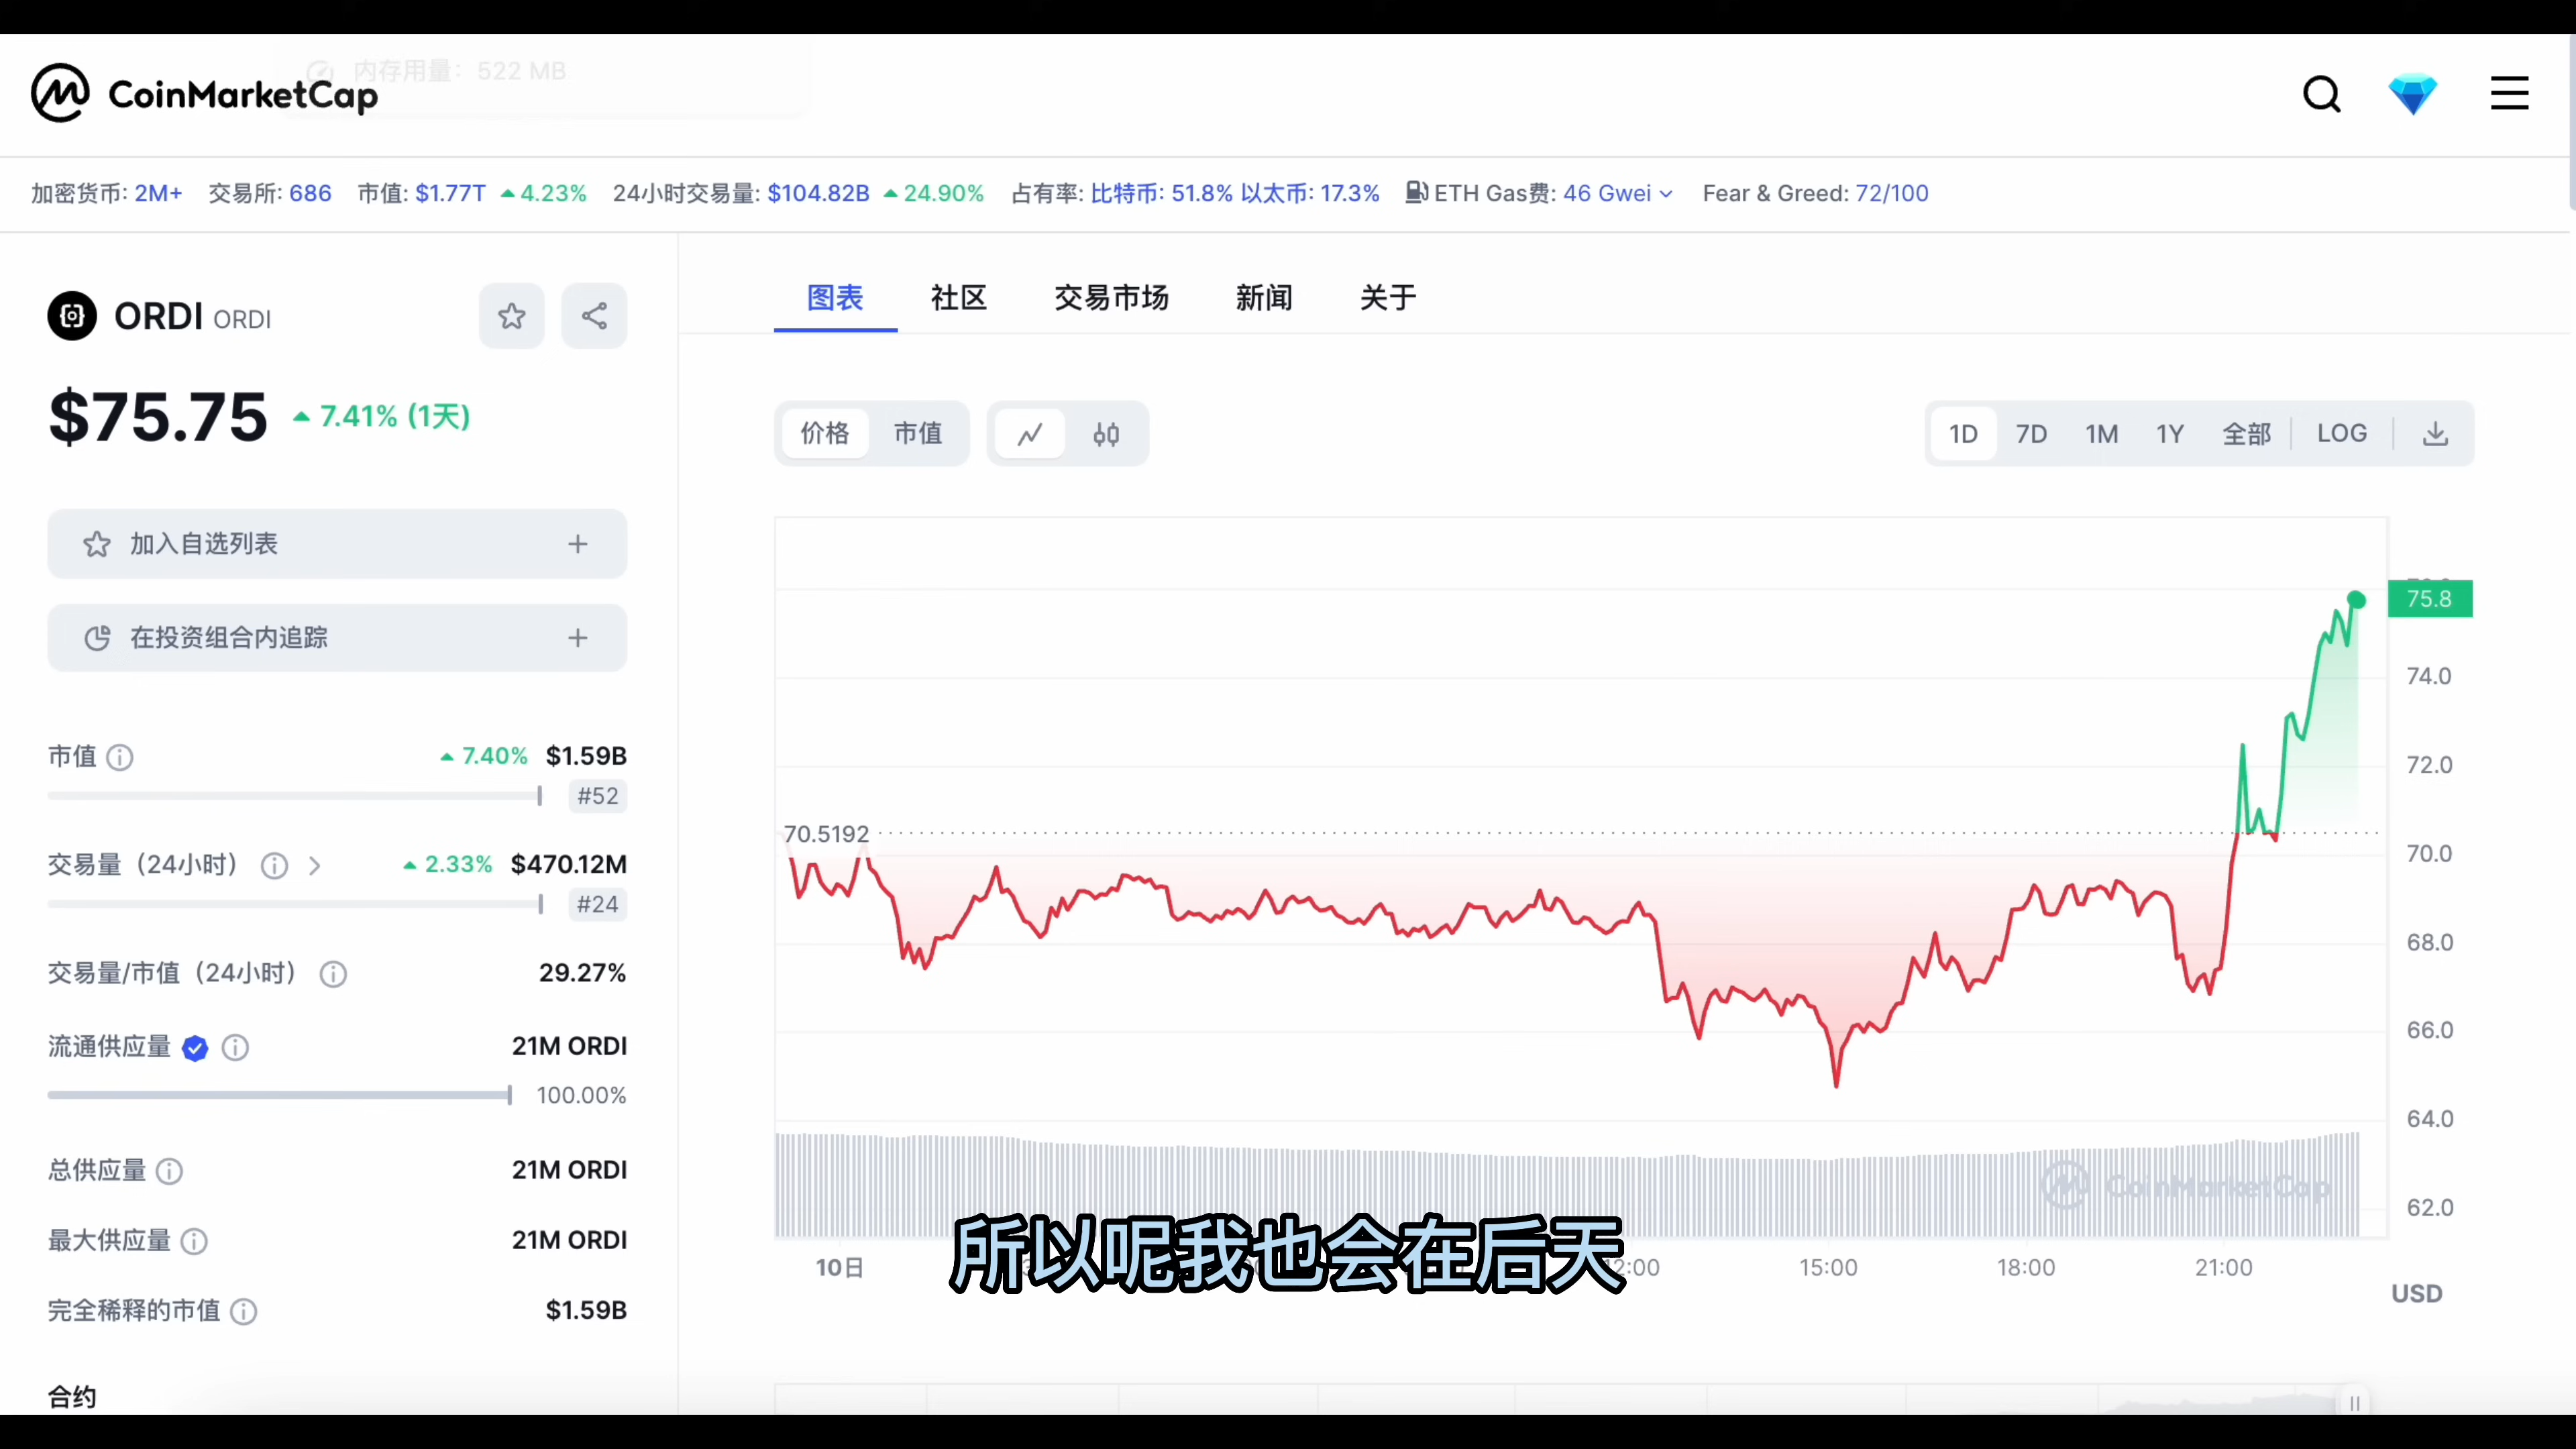 内存用量：522 MB
CoinMarketCap
加密货币: 2M+ 交易所: 686 市值: $1.77T 4.23% 24小时交易量: $104.82B 24.90% 占有率: 比特币: 51.8% 以太币: 17.3% ETH Gas费: 46 Gwei Fear & Greed: 72/100
ORDI ORDI
$75.75 7.41% (1天)
加入自选列表 +
在投资组合内追踪 +
市值 7.40% $1.59B
#52
交易量（24小时） 2.33% $470.12M
#24
交易量/市值（24小时） 29.27%
流通供应量 21M ORDI
100.00%
总供应量 21M ORDI
最大供应量 21M ORDI
完全稀释的市值 $1.59B
合约
图表 社区 交易市场 新闻 关于
价格 市值
1D 7D 1M 1Y 全部 LOG
75.8
74.0
72.0
70.5192
70.0
68.0
66.0
64.0
CoinMarketCap
62.0
10日 12:00 15:00 18:00 21:00
USD
所以呢我也会在后天